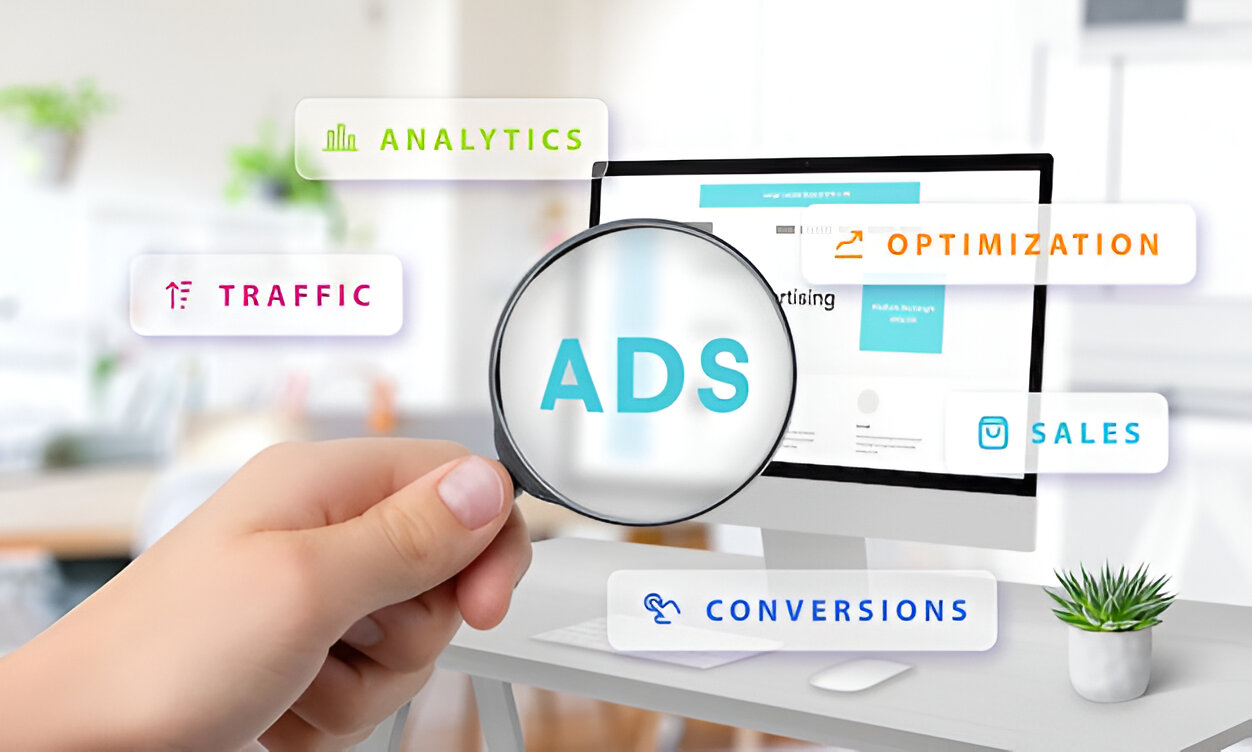 ANALYTICS
OPTIMIZATION
TRAFFIC
rtising
ADS
SALES
CONVERSIONS